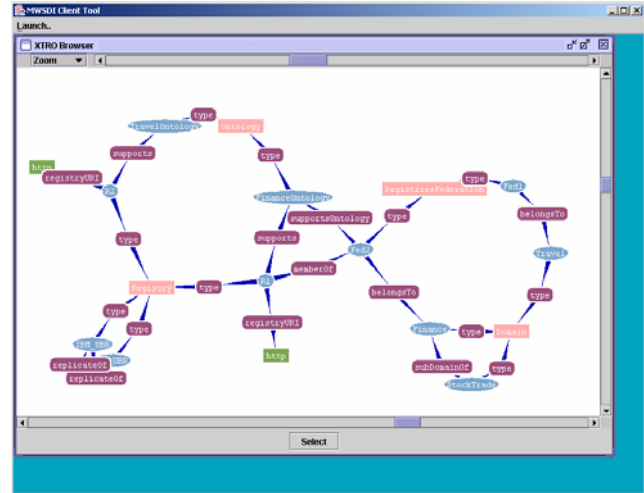 MWSDI Client Tool
Launch..
XTRO Browser
Zoom
type
TravelOntology
Ontology
supports
type
http
registryURI
R2
type
RegistriesFederation
Fed1
FinanceOntology
supportsOntology
type
belongsTo
type
supports
Fed2
Travel
memberOf
Registry
type
R1
belongsTo
type
type
type
registryURI
Finance
type
Domain
IBM_UBR
http
replicateOf
UBR
subDomainOf
type
replicateOf
StockTrade
Select